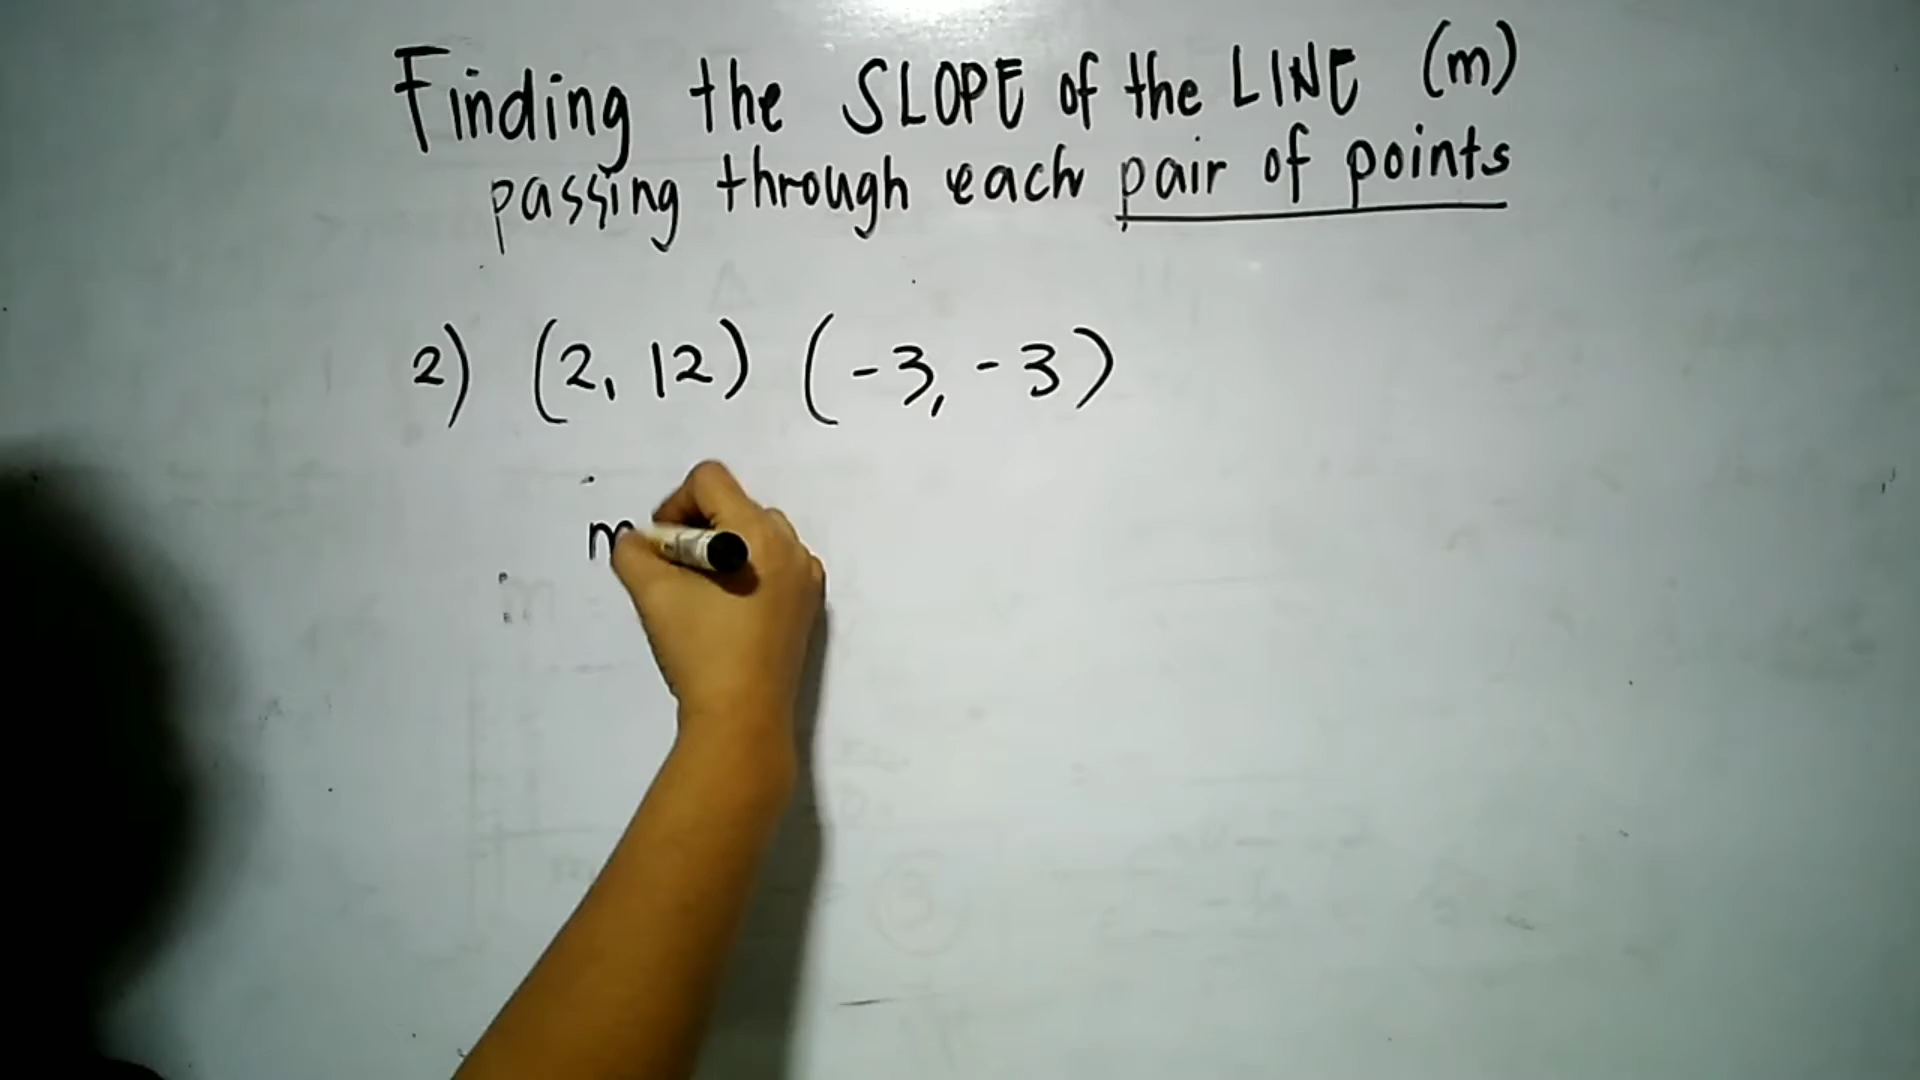 Finding the SLOPE of the LINE (m)
passing through each pair of points
2) (2, 12) (-3, -3)
m